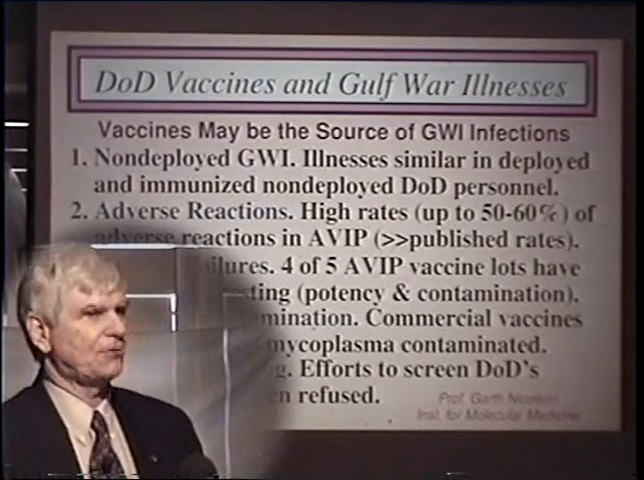 DoD Vaccines and Gulf War Illnesses
Vaccines May be the Source of GWI Infections
1. Nondeployed GWI. Illnesses similar in deployed
and immunized nondeployed DoD personnel.
2. Adverse Reactions. High rates (up to 50-60%) of
adverse reactions in AVIP (>>published rates).
ilures. 4 of 5 AVIP vaccine lots have
sting (potency & contamination).
mination. Commercial vaccines
mycoplasma contaminated.
g. Efforts to screen DoD's
n refused.
Prof. Garth Nicolson
Inst. for Molecular Medicine